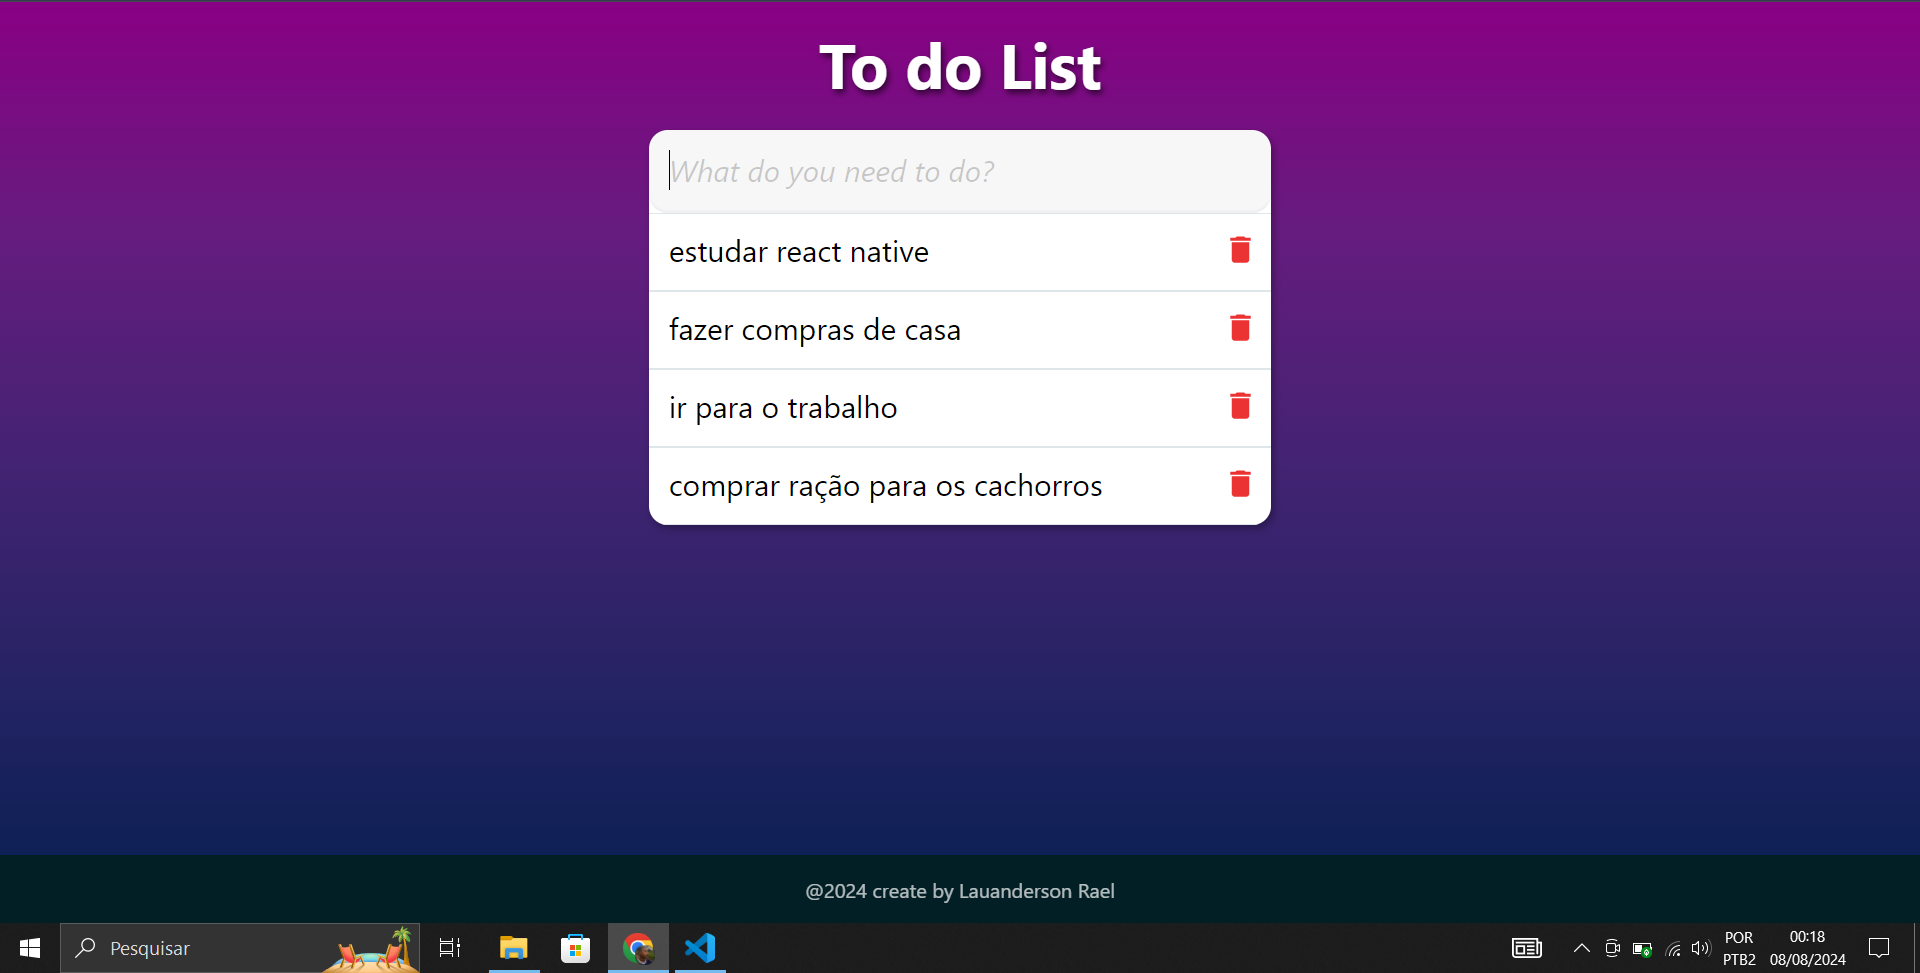 To do List
What do you need to do?
estudar react native
fazer compras de casa
ir para o trabalho
comprar ração para os cachorros
@2024 create by Lauanderson Rael
Pesquisar
POR
PTB2
00:18
08/08/2024